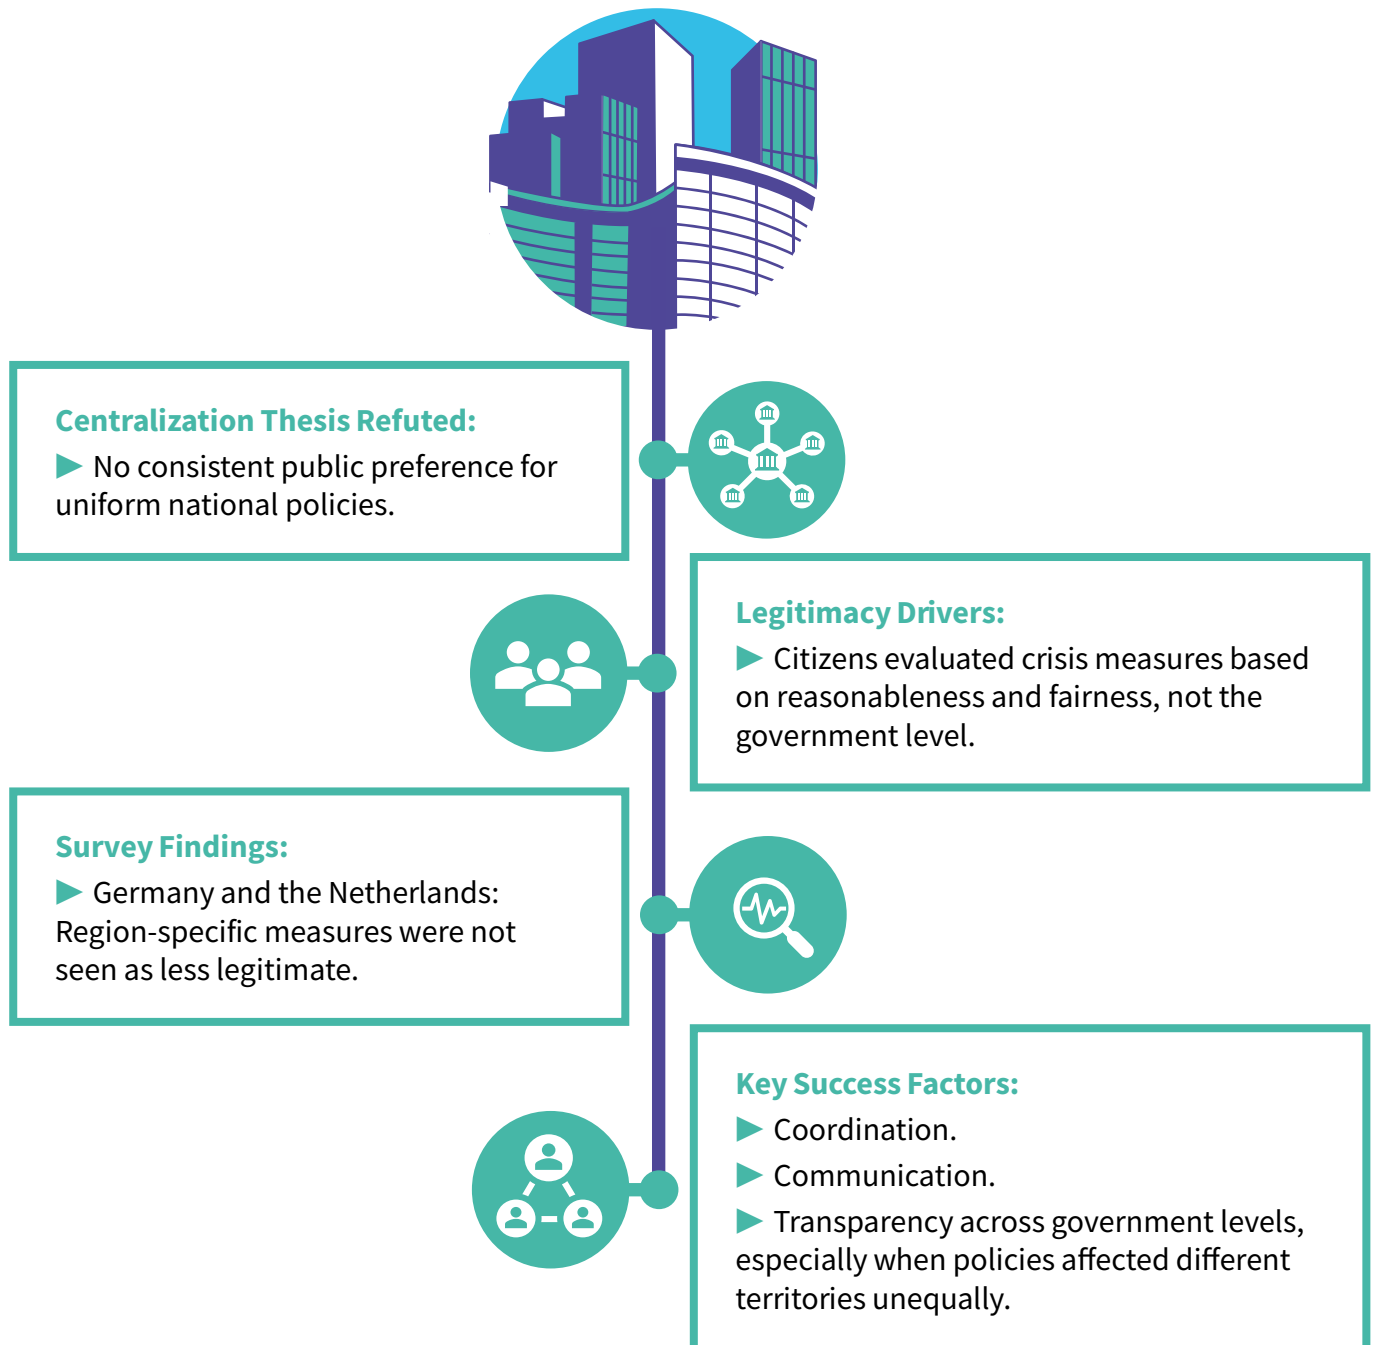 Centralization Thesis Refuted:
▶ No consistent public preference for
uniform national policies.
Legitimacy Drivers:
▶ Citizens evaluated crisis measures based
on reasonableness and fairness, not the
government level.
Survey Findings:
▶ Germany and the Netherlands:
Region-specific measures were not
seen as less legitimate.
Key Success Factors:
▶ Coordination.
▶ Communication.
▶ Transparency across government levels,
especially when policies affected different
territories unequally.